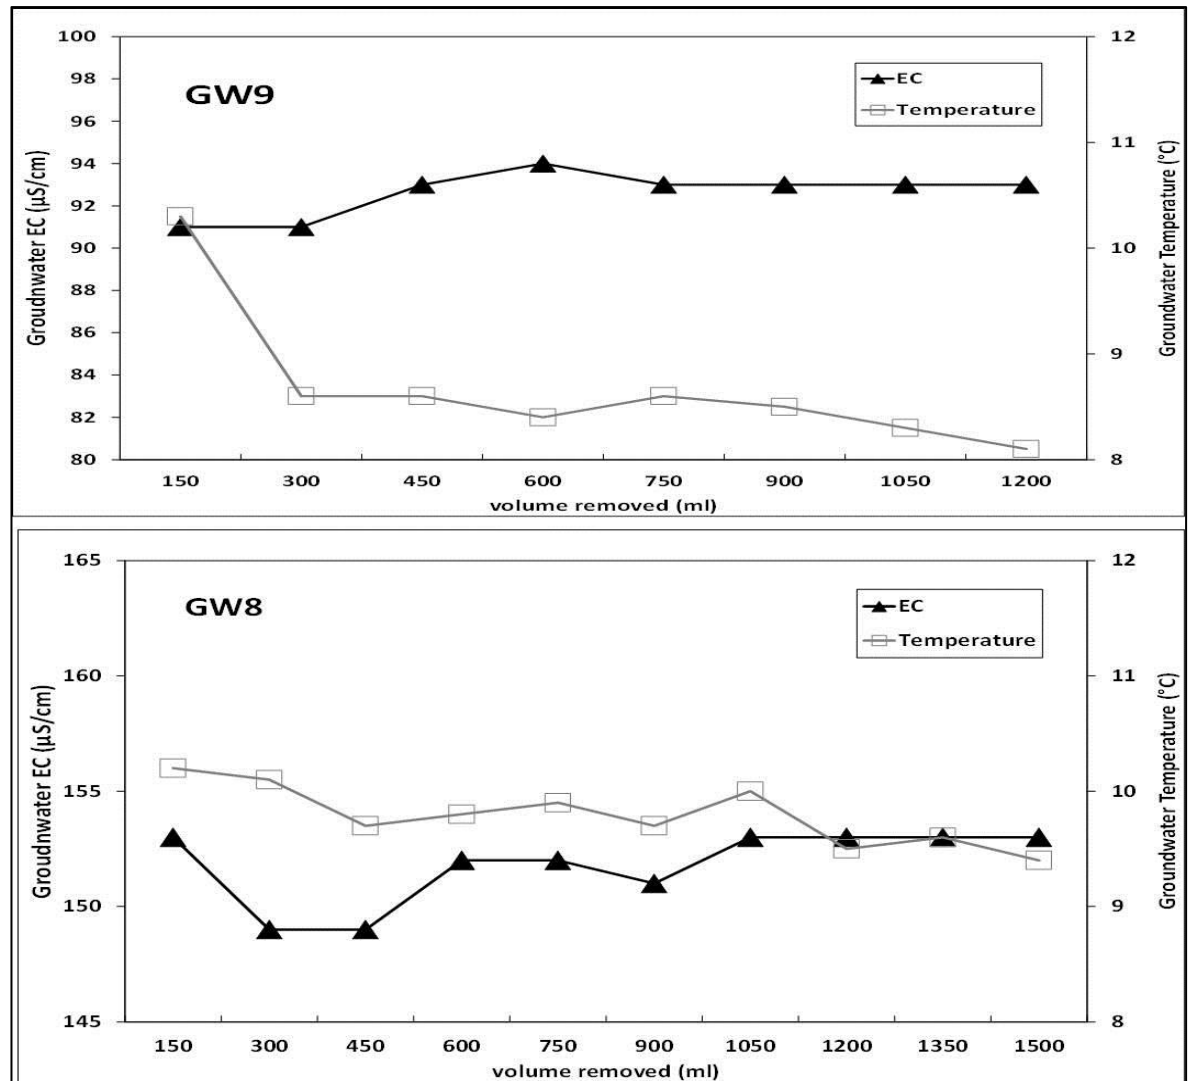 100
98
96
94
92
90
88
86
84
82
80
Groudnwater EC (µS/cm)
GW9
EC
Temperature
12
11
10
9
8
Groundwater Temperature (°C)
150 300 450 600 750 900 1050 1200
volume removed (ml)
165
160
155
150
145
Groudnwater EC (µS/cm)
GW8
EC
Temperature
12
11
10
9
8
Groundwater Temperature (°C)
150 300 450 600 750 900 1050 1200 1350 1500
volume removed (ml)